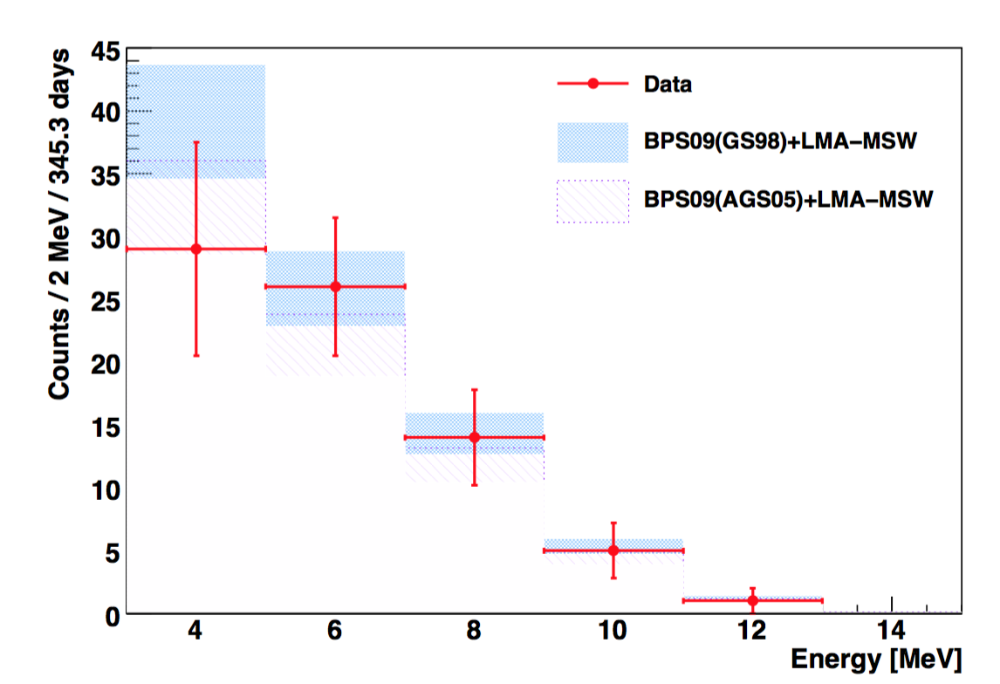 Counts / 2 MeV / 345.3 days
45
40
35
30
25
20
15
10
5
0
Data
BPS09(GS98)+LMA−MSW
BPS09(AGS05)+LMA−MSW
4 6 8 10 12 14
Energy [MeV]